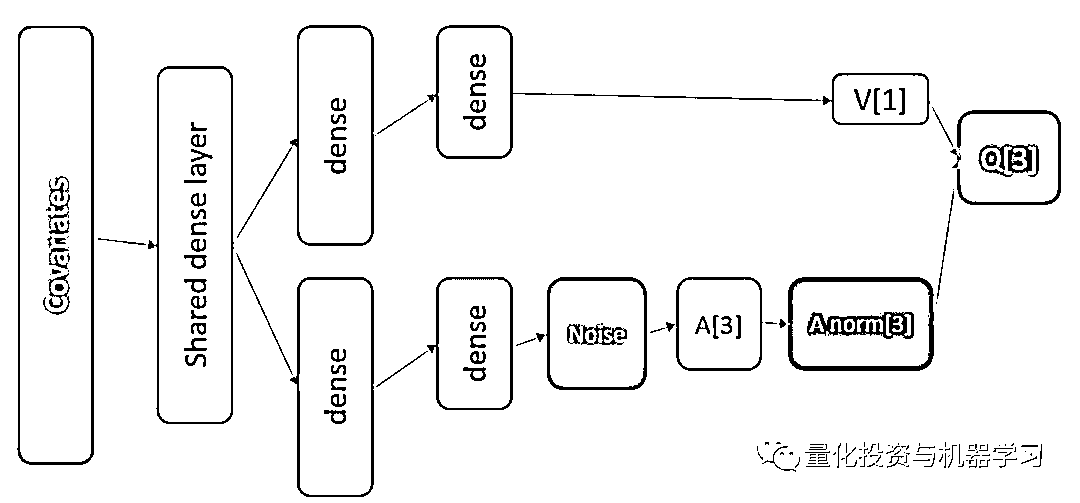 Covariates
Shared dense layer
dense
dense
V[1]
Q[3]
dense
dense
Noise
A[3]
A norm[3]
量化投资与机器学习